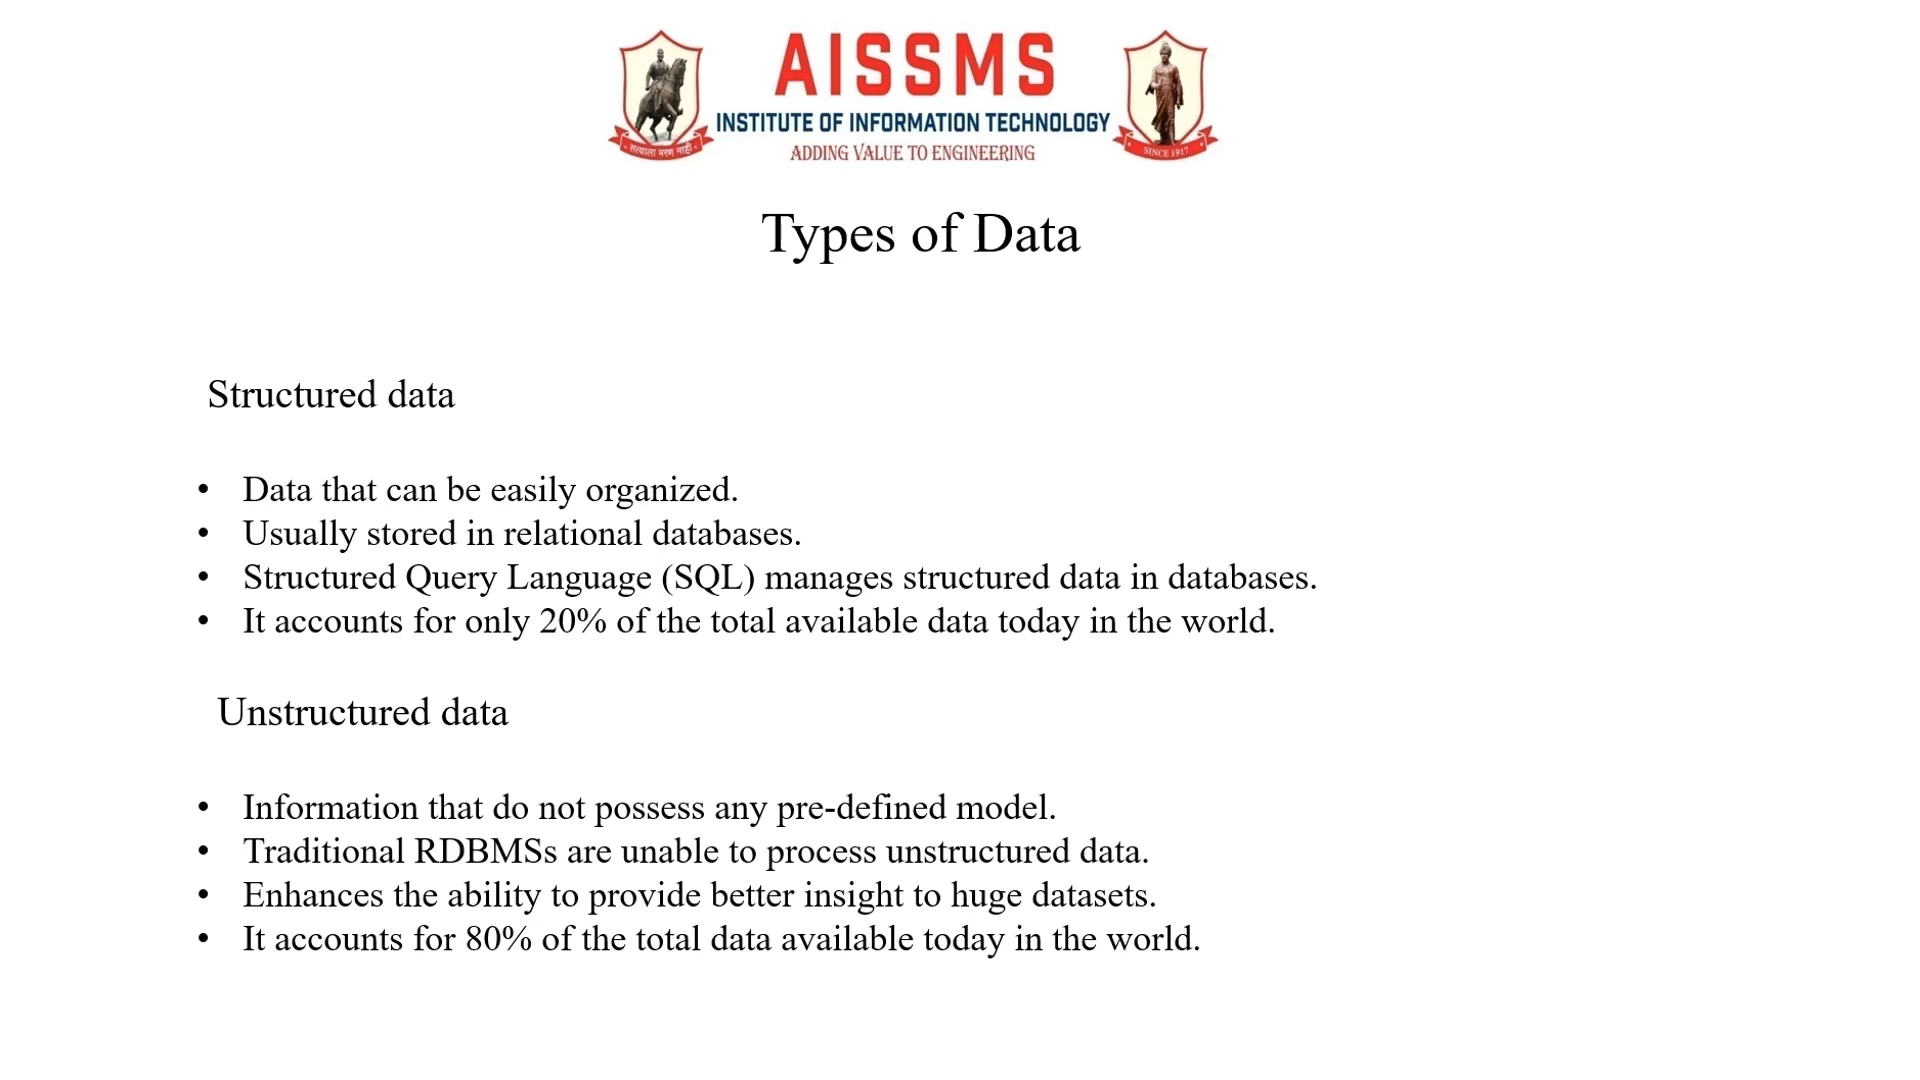 AISSMS
INSTITUTE OF INFORMATION TECHNOLOGY
ADDING VALUE TO ENGINEERING
सत्याला मरण नाही
SINCE 1917
Types of Data
Structured data
• Data that can be easily organized.
• Usually stored in relational databases.
• Structured Query Language (SQL) manages structured data in databases.
• It accounts for only 20% of the total available data today in the world.
Unstructured data
• Information that do not possess any pre-defined model.
• Traditional RDBMSs are unable to process unstructured data.
• Enhances the ability to provide better insight to huge datasets.
• It accounts for 80% of the total data available today in the world.